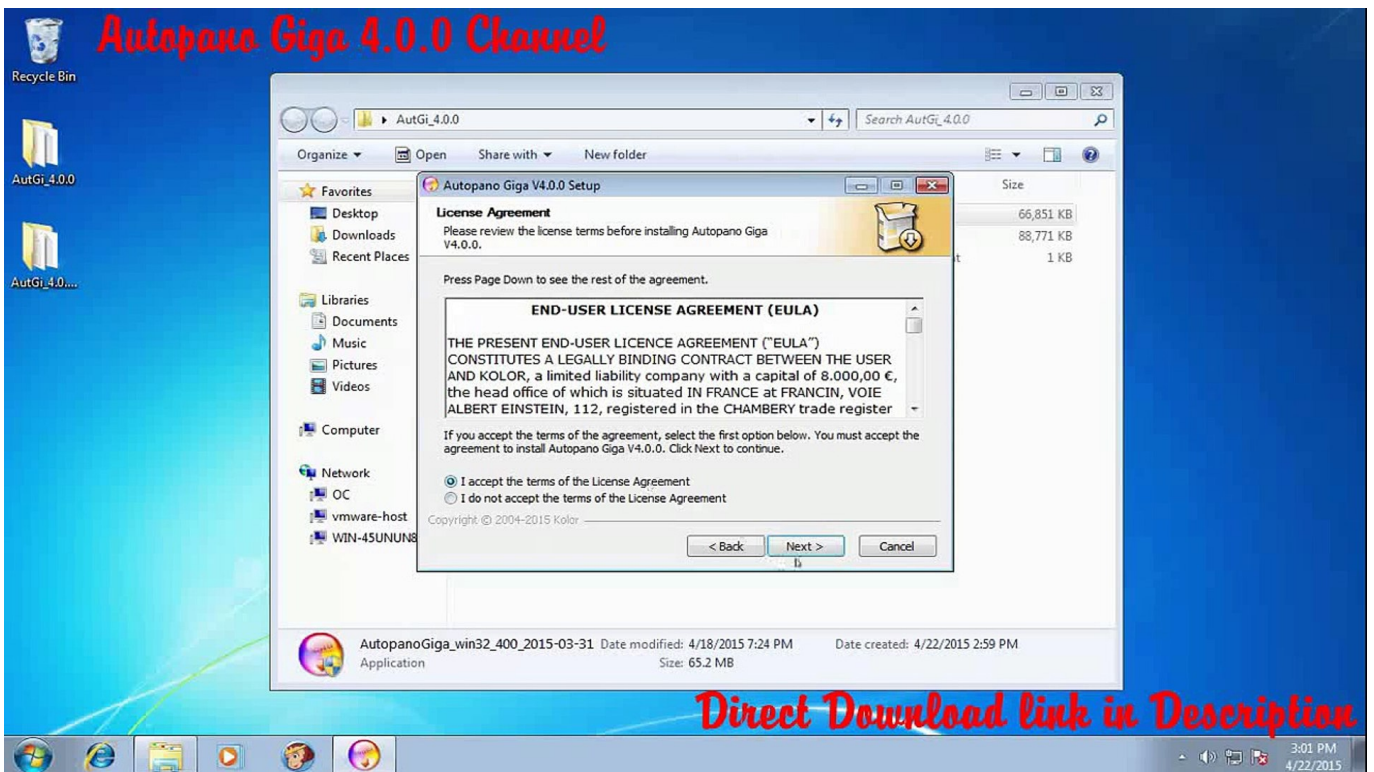 Autopano Giga 4.0.0 Channel
Recycle Bin
AutGi_4.0.0
AutGi_4.0....
AutGi_4.0.0
Search AutGi_4.0.0
Organize
Open
Share with
New folder
Favorites
Desktop
Downloads
Recent Places
Libraries
Documents
Music
Pictures
Videos
Computer
Network
OC
vmware-host
WIN-45UNUN8
Size
66,851 KB
88,771 KB
1 KB
Autopano Giga V4.0.0 Setup
License Agreement
Please review the license terms before installing Autopano Giga
V4.0.0.
Press Page Down to see the rest of the agreement.
END-USER LICENSE AGREEMENT (EULA)
THE PRESENT END-USER LICENCE AGREEMENT ("EULA")
CONSTITUTES A LEGALLY BINDING CONTRACT BETWEEN THE USER
AND KOLOR, a limited liability company with a capital of 8.000,00 €,
the head office of which is situated IN FRANCE at FRANCIN, VOIE
ALBERT EINSTEIN, 112, registered in the CHAMBERY trade register
If you accept the terms of the agreement, select the first option below. You must accept the
agreement to install Autopano Giga V4.0.0. Click Next to continue.
I accept the terms of the License Agreement
I do not accept the terms of the License Agreement
Copyright © 2004-2015 Kolor
< Back
Next >
Cancel
AutopanoGiga_win32_400_2015-03-31 Date modified: 4/18/2015 7:24 PM Date created: 4/22/2015 2:59 PM
Application Size: 65.2 MB
Direct Download link in Description
3:01 PM
4/22/2015